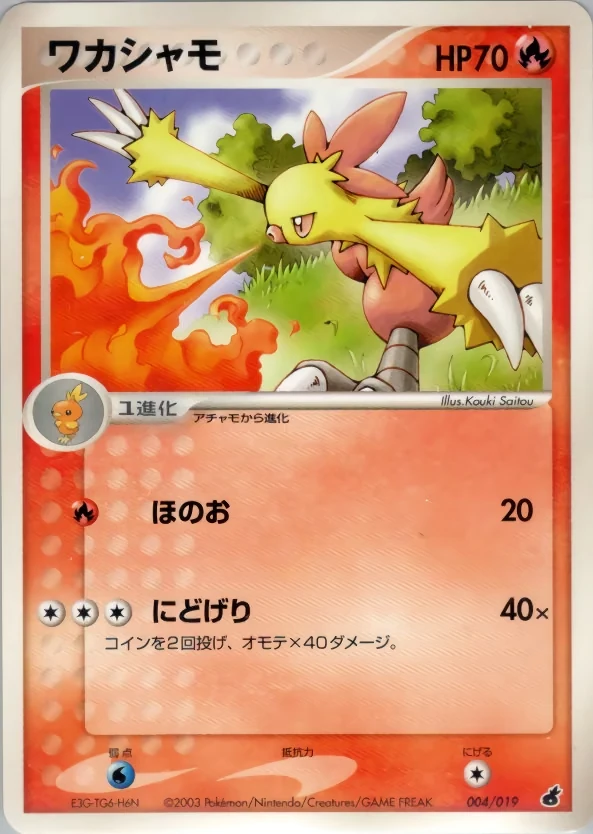 ワカシャモ HP70
Illus.Kouki Saitou
1進化
アチャモから進化
ほのお 20
にどげり 40×
コインを2回投げ、オモテ×40ダメージ。
弱点 抵抗力 にげる
E3G-TG6-H6N ©2003 Pokémon/Nintendo/Creatures/GAME FREAK 004/019